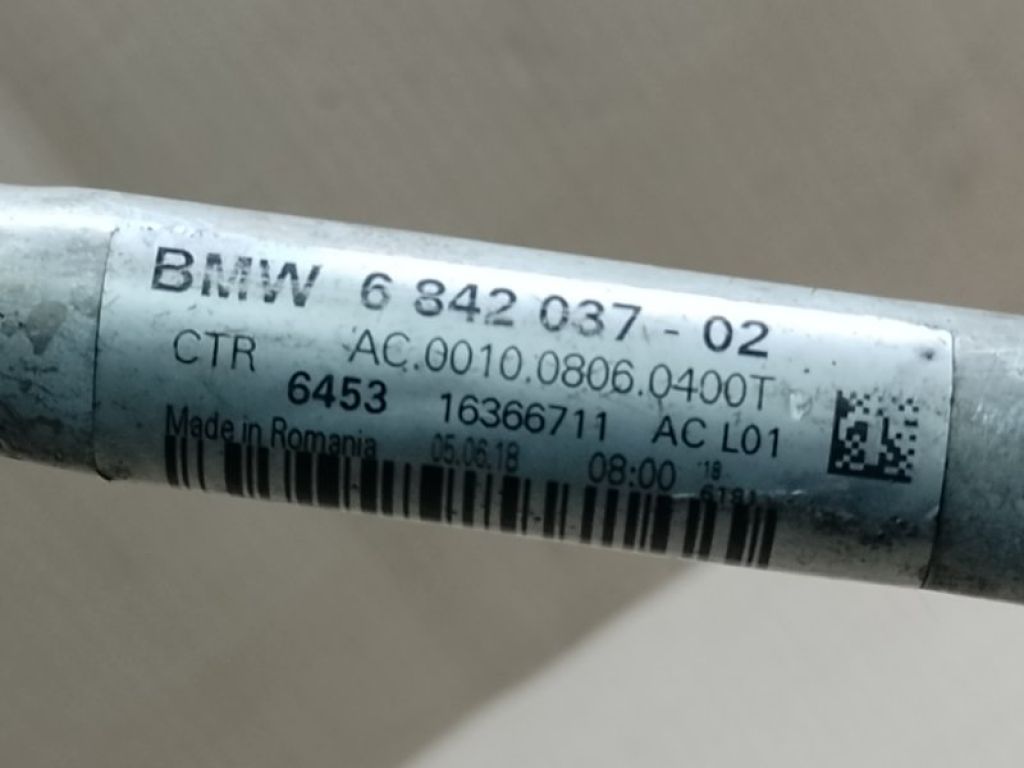 BMW 6 842 037 - 02
CTR AC.0010.0806.0400T
6453 16366711 AC L01
Made in Romania 05.06.18 08:00 '18